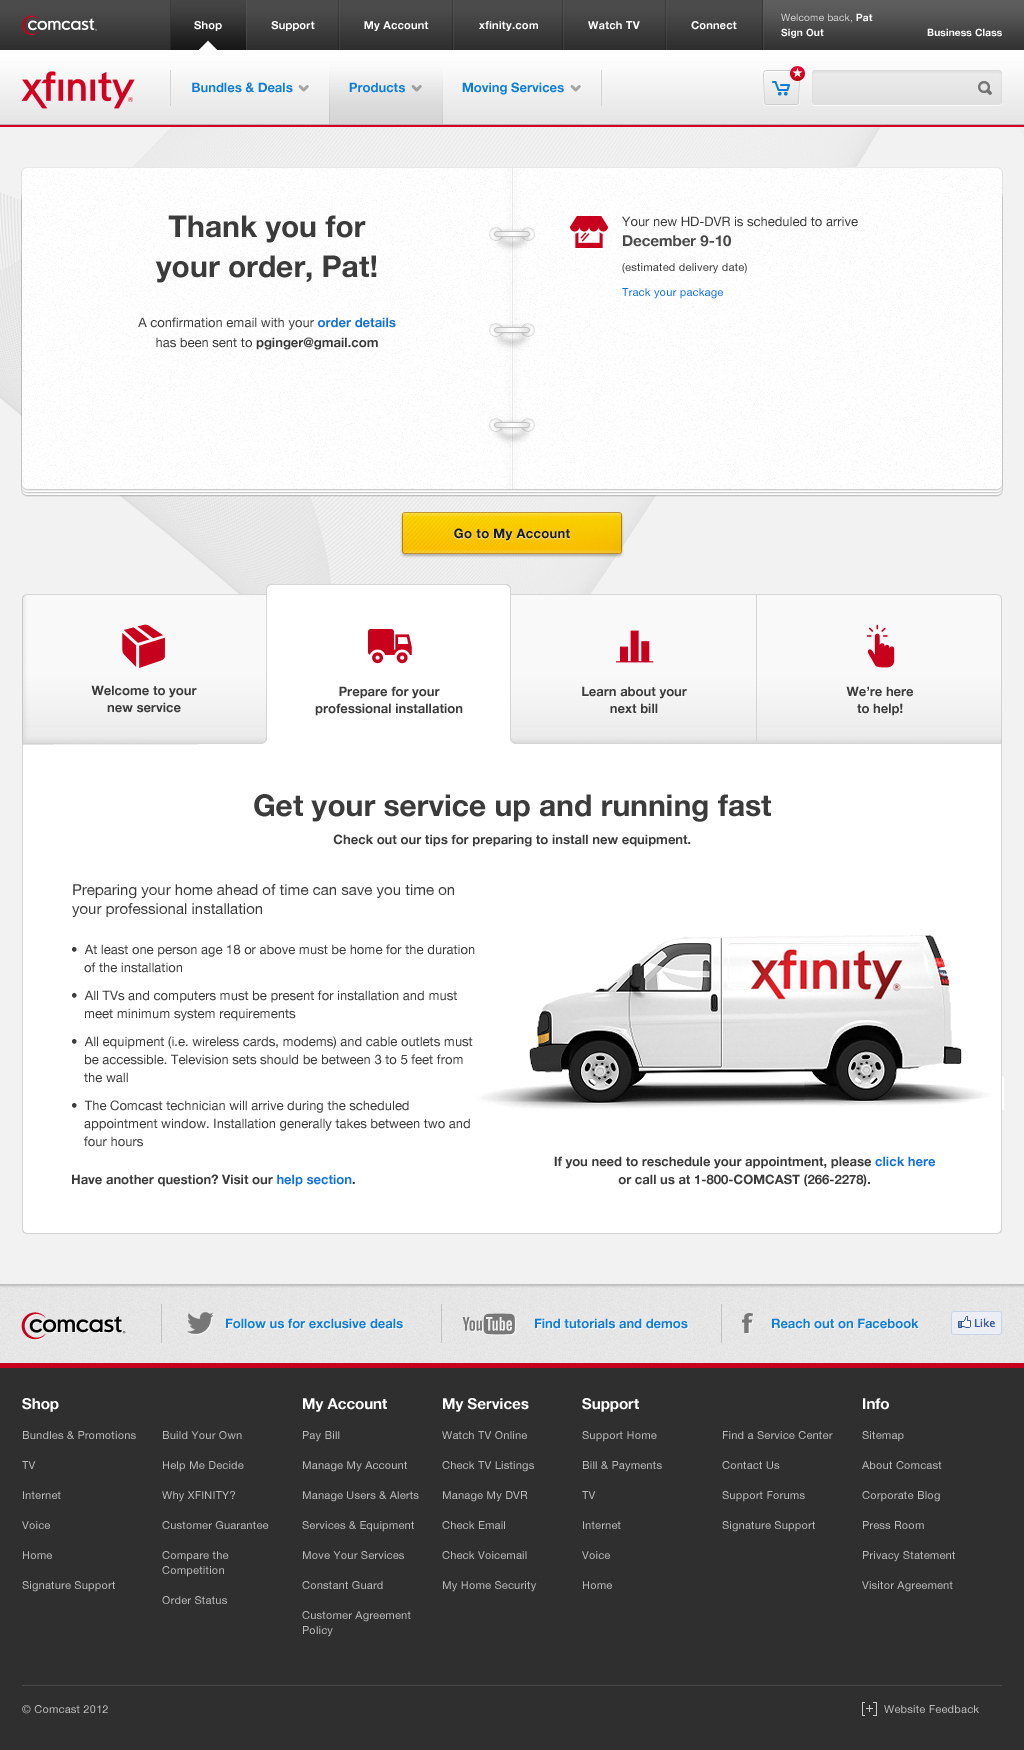 comcast.
Shop
Support
My Account
xfinity.com
Watch TV
Connect
Welcome back, Pat
Sign Out
Business Class
xfinity®
Bundles & Deals
Products
Moving Services
Thank you for
your order, Pat!
A confirmation email with your order details
has been sent to pginger@gmail.com
Your new HD-DVR is scheduled to arrive
December 9-10
(estimated delivery date)
Track your package
Go to My Account
Welcome to your
new service
Prepare for your
professional installation
Learn about your
next bill
We're here
to help!
Get your service up and running fast
Check out our tips for preparing to install new equipment.
Preparing your home ahead of time can save you time on
your professional installation
• At least one person age 18 or above must be home for the duration
of the installation
• All TVs and computers must be present for installation and must
meet minimum system requirements
• All equipment (i.e. wireless cards, modems) and cable outlets must
be accessible. Television sets should be between 3 to 5 feet from
the wall
• The Comcast technician will arrive during the scheduled
appointment window. Installation generally takes between two and
four hours
Have another question? Visit our help section.
xfinity®
If you need to reschedule your appointment, please click here
or call us at 1-800-COMCAST (266-2278).
comcast.
Follow us for exclusive deals
YouTube
Find tutorials and demos
f
Reach out on Facebook
Like
Shop
Bundles & Promotions
TV
Internet
Voice
Home
Signature Support
Build Your Own
Help Me Decide
Why XFINITY?
Customer Guarantee
Compare the
Competition
Order Status
My Account
Pay Bill
Manage My Account
Manage Users & Alerts
Services & Equipment
Move Your Services
Constant Guard
Customer Agreement
Policy
My Services
Watch TV Online
Check TV Listings
Manage My DVR
Check Email
Check Voicemail
My Home Security
Support
Support Home
Bill & Payments
TV
Internet
Voice
Home
Find a Service Center
Contact Us
Support Forums
Signature Support
Info
Sitemap
About Comcast
Corporate Blog
Press Room
Privacy Statement
Visitor Agreement
© Comcast 2012
[+] Website Feedback